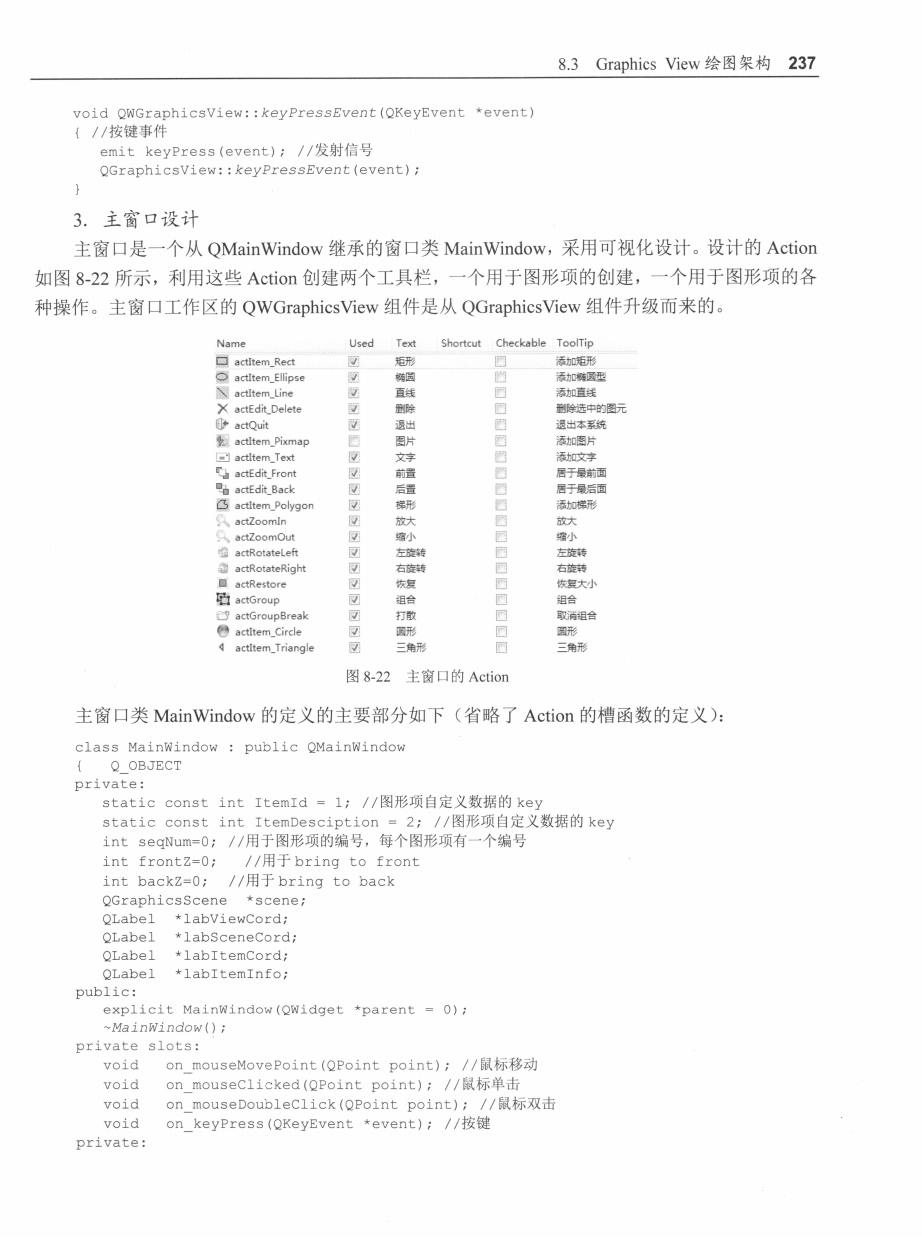 8.3 Graphics View 绘图架构 237
void QWGraphicsView::keyPressEvent(QKeyEvent *event)
{ //按键事件
emit keyPress(event); //发射信号
QGraphicsView::keyPressEvent(event);
}
3. 主窗口设计
主窗口是一个从 QMainWindow 继承的窗口类 MainWindow，采用可视化设计。设计的 Action
如图 8-22 所示，利用这些 Action 创建两个工具栏，一个用于图形项的创建，一个用于图形项的各
种操作。主窗口工作区的 QWGraphicsView 组件是从 QGraphicsView 组件升级而来的。
Name Used Text Shortcut Checkable ToolTip
actItem_Rect 矩形 添加矩形
actItem_Ellipse 椭圆 添加椭圆型
actItem_Line 直线 添加直线
actEdit_Delete 删除 删除选中的图元
actQuit 退出 退出本系统
actItem_Pixmap 图片 添加图片
actItem_Text 文字 添加文字
actEdit_Front 前置 居于最前面
actEdit_Back 后置 居于最后面
actItem_Polygon 梯形 添加梯形
actZoomIn 放大 放大
actZoomOut 缩小 缩小
actRotateLeft 左旋转 左旋转
actRotateRight 右旋转 右旋转
actRestore 恢复 恢复大小
actGroup 组合 组合
actGroupBreak 打散 取消组合
actItem_Circle 圆形 圆形
actItem_Triangle 三角形 三角形
图 8-22 主窗口的 Action
主窗口类 MainWindow 的定义的主要部分如下（省略了 Action 的槽函数的定义）：
class MainWindow : public QMainWindow
{ Q_OBJECT
private:
static const int ItemId = 1; //图形项自定义数据的 key
static const int ItemDesciption = 2; //图形项自定义数据的 key
int seqNum=0; //用于图形项的编号，每个图形项有一个编号
int frontZ=0; //用于 bring to front
int backZ=0; //用于 bring to back
QGraphicsScene *scene;
QLabel *labViewCord;
QLabel *labSceneCord;
QLabel *labItemCord;
QLabel *labItemInfo;
public:
explicit MainWindow(QWidget *parent = 0);
~MainWindow();
private slots:
void on_mouseMovePoint(QPoint point); //鼠标移动
void on_mouseClicked(QPoint point); //鼠标单击
void on_mouseDoubleClick(QPoint point); //鼠标双击
void on_keyPress(QKeyEvent *event); //按键
private: